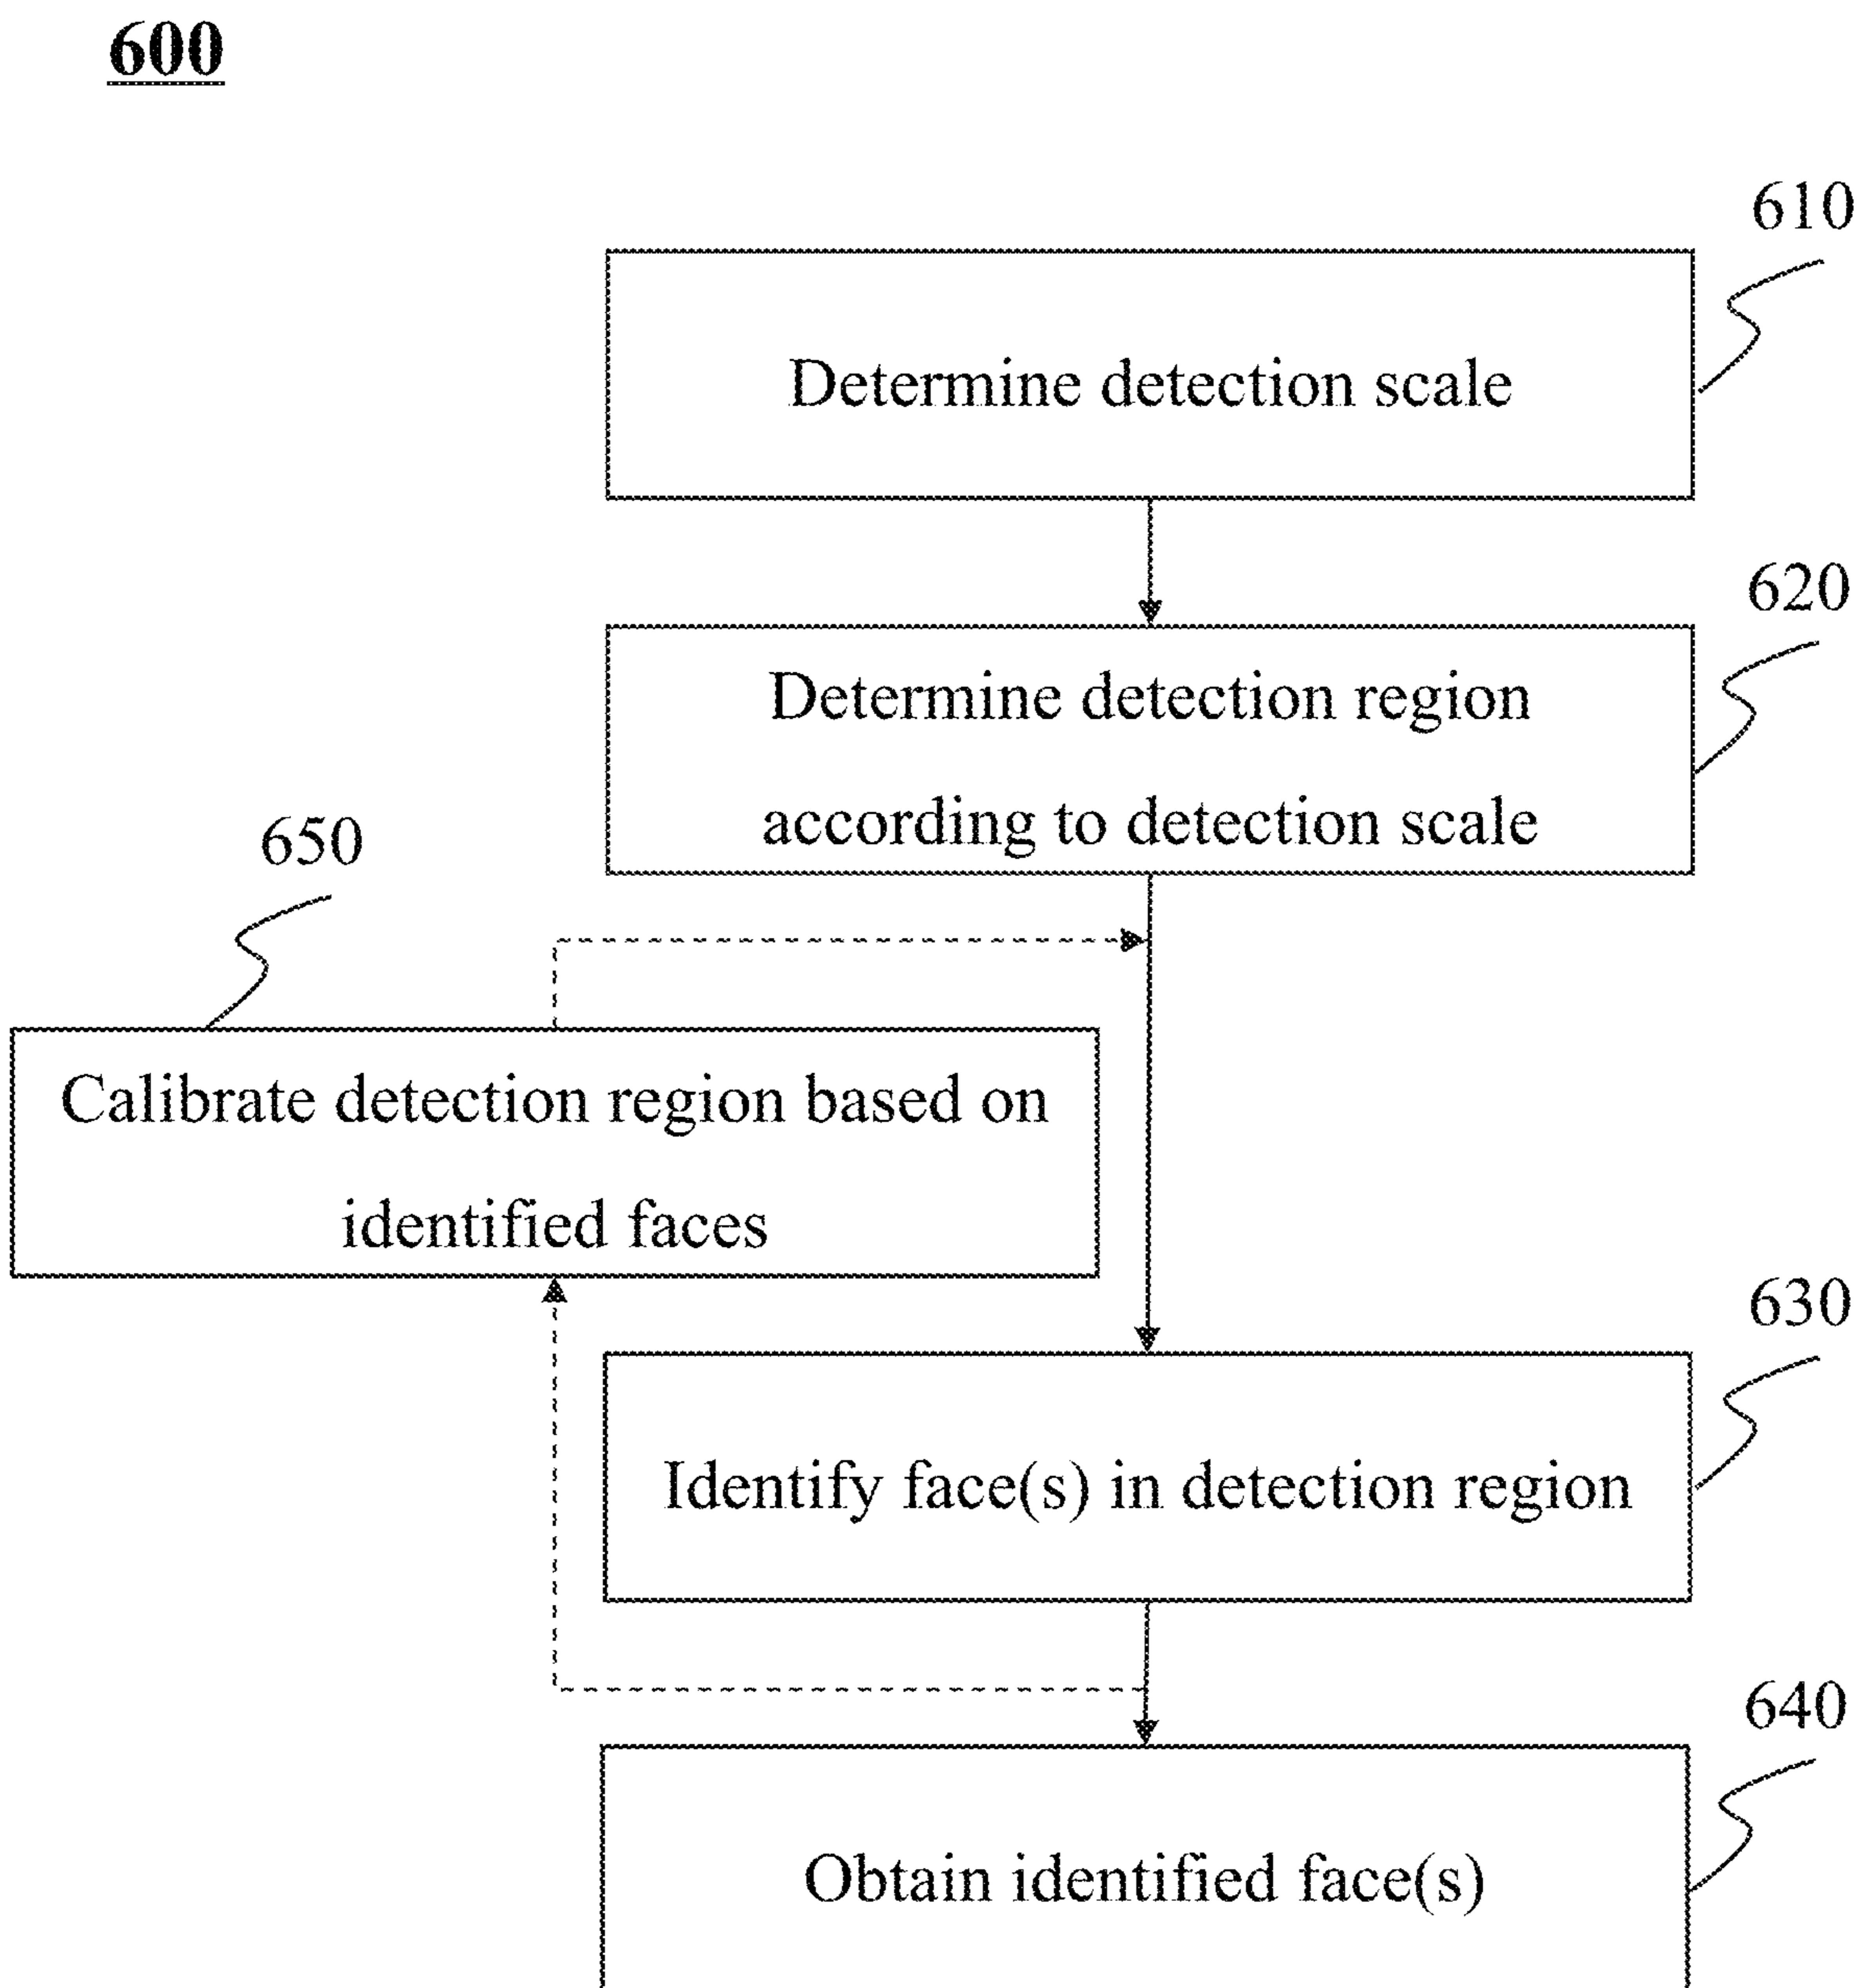 600
610
Determine detection scale
620
Determine detection region
according to detection scale
650
Calibrate detection region based on
identified faces
630
Identify face(s) in detection region
640
Obtain identified face(s)